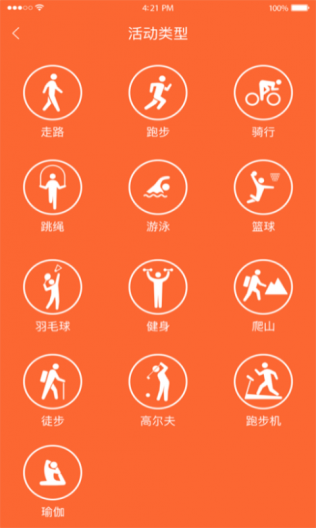 4:21 PM
100%
活动类型
走路
跑步
骑行
跳绳
游泳
篮球
羽毛球
健身
爬山
徒步
高尔夫
跑步机
瑜伽